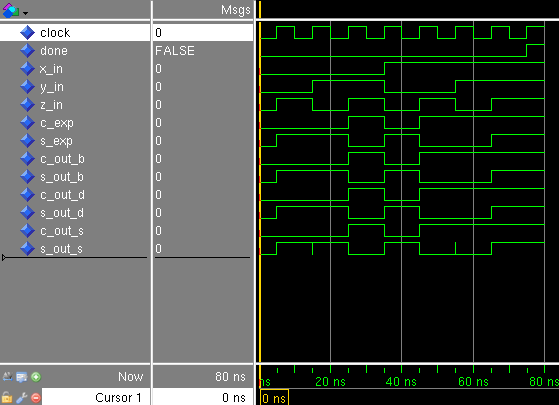 Msgs
clock 0
done FALSE
x_in 0
y_in 0
z_in 0
c_exp 0
s_exp 0
c_out_b 0
s_out_b 0
c_out_d 0
s_out_d 0
c_out_s 0
s_out_s 0
Now 80 ns ns 20 ns 40 ns 60 ns 80 ns
Cursor 1 0 ns 0 ns